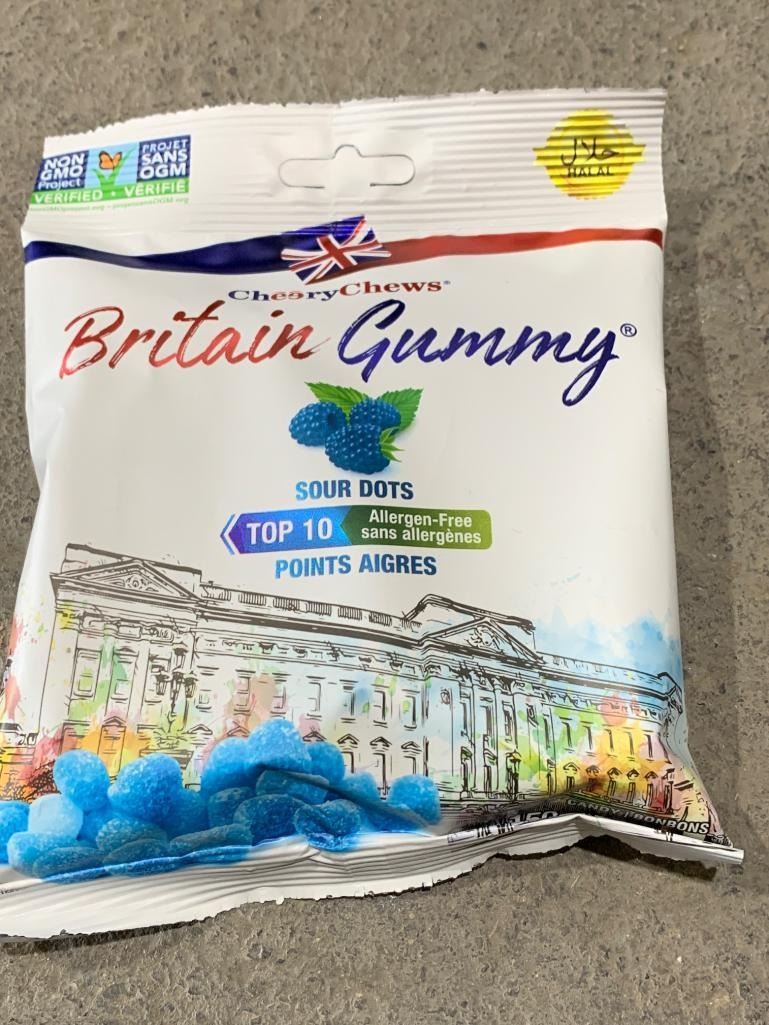 NON
GMO
Project
VERIFIED
PROJET
SANS
OGM
VÉRIFIÉ
حلال
HALAL
CheeryChews®
Britain Gummy®
SOUR DOTS
TOP 10
Allergen-Free
sans allergènes
POINTS AIGRES
CANDY / BONBONS